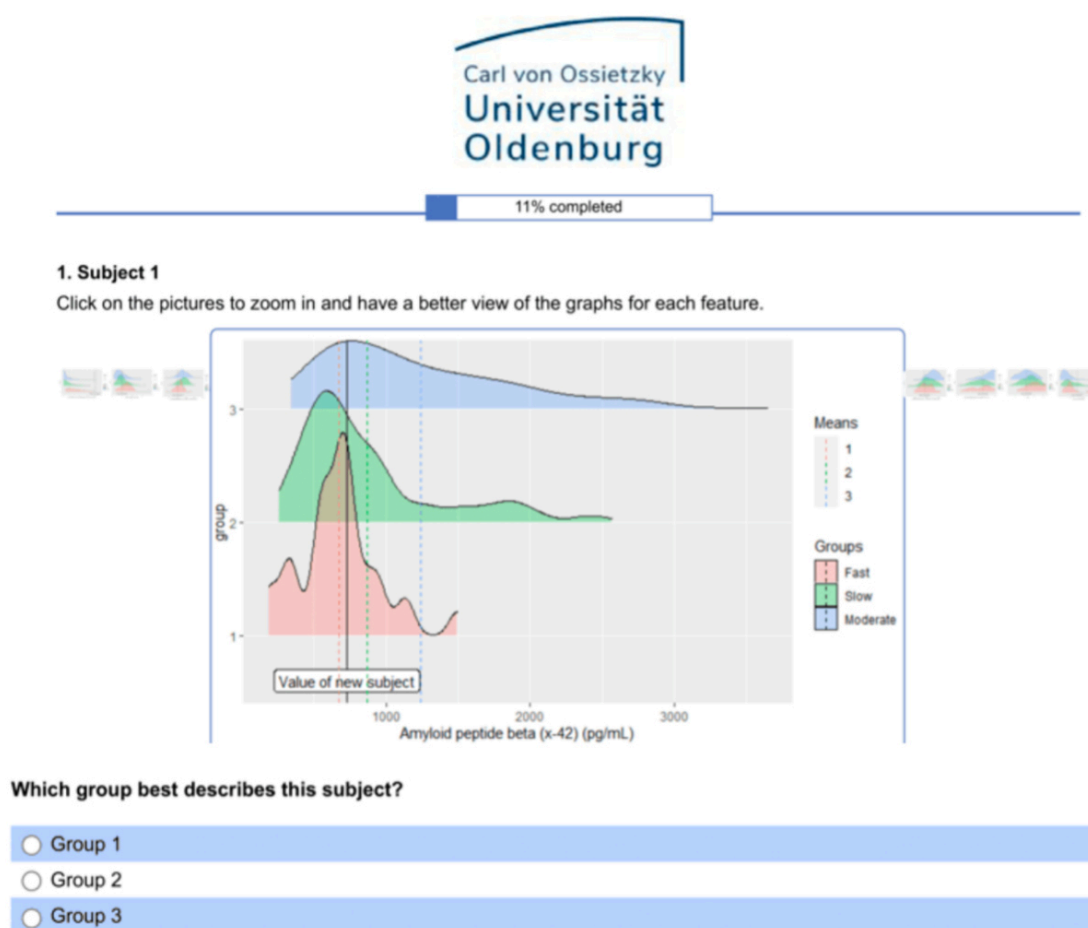 Carl von Ossietzky
Universität
Oldenburg
11% completed
1. Subject 1
Click on the pictures to zoom in and have a better view of the graphs for each feature.
3
2
1
group
Value of new subject
1000 2000 3000
Amyloid peptide beta (x-42) (pg/mL)
Means
1
2
3
Groups
Fast
Slow
Moderate
Which group best describes this subject?
Group 1
Group 2
Group 3